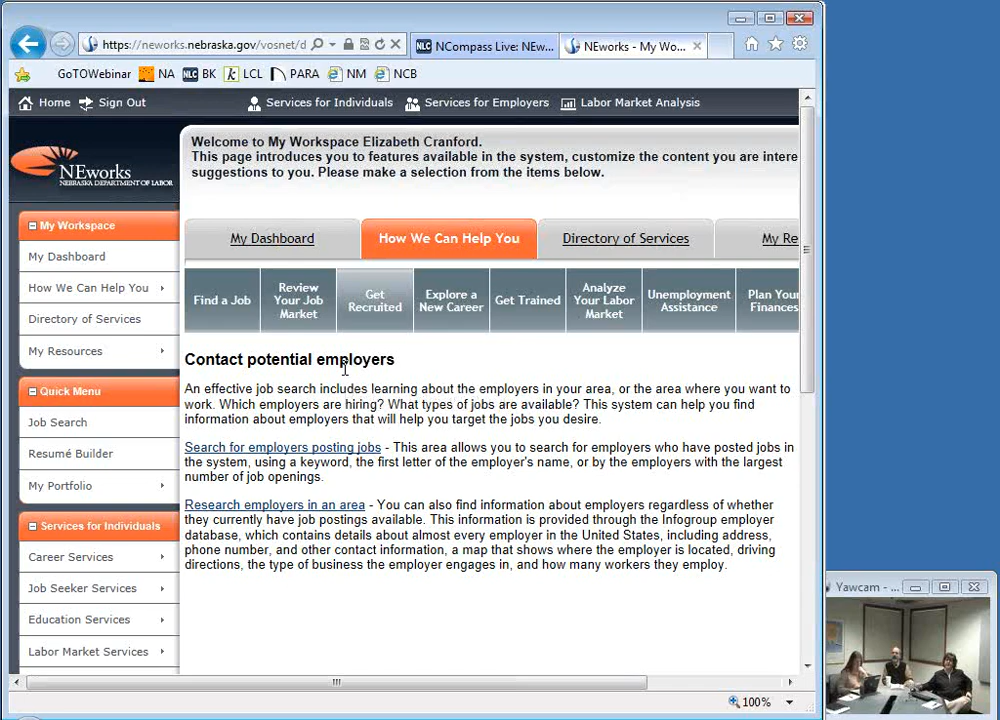 https://neworks.nebraska.gov/vosnet/d
NCompass Live: NEw...
NEworks - My Wo...
GoTOWebinar NA NLC BK LCL PARA NM NCB
Home Sign Out Services for Individuals Services for Employers Labor Market Analysis
NEworks
NEBRASKA DEPARTMENT OF LABOR
Welcome to My Workspace Elizabeth Cranford.
This page introduces you to features available in the system, customize the content you are intere
suggestions to you. Please make a selection from the items below.
My Dashboard How We Can Help You Directory of Services My Re
Find a Job
Review Your Job Market
Get Recruited
Explore a New Career
Get Trained
Analyze Your Labor Market
Unemployment Assistance
Plan Your Finances
My Workspace
My Dashboard
How We Can Help You
Directory of Services
My Resources
Quick Menu
Job Search
Resumé Builder
My Portfolio
Services for Individuals
Career Services
Job Seeker Services
Education Services
Labor Market Services
Contact potential employers
An effective job search includes learning about the employers in your area, or the area where you want to
work. Which employers are hiring? What types of jobs are available? This system can help you find
information about employers that will help you target the jobs you desire.
Search for employers posting jobs - This area allows you to search for employers who have posted jobs in
the system, using a keyword, the first letter of the employer's name, or by the employers with the largest
number of job openings.
Research employers in an area - You can also find information about employers regardless of whether
they currently have job postings available. This information is provided through the Infogroup employer
database, which contains details about almost every employer in the United States, including address,
phone number, and other contact information, a map that shows where the employer is located, driving
directions, the type of business the employer engages in, and how many workers they employ.
100%
Yawcam - ...